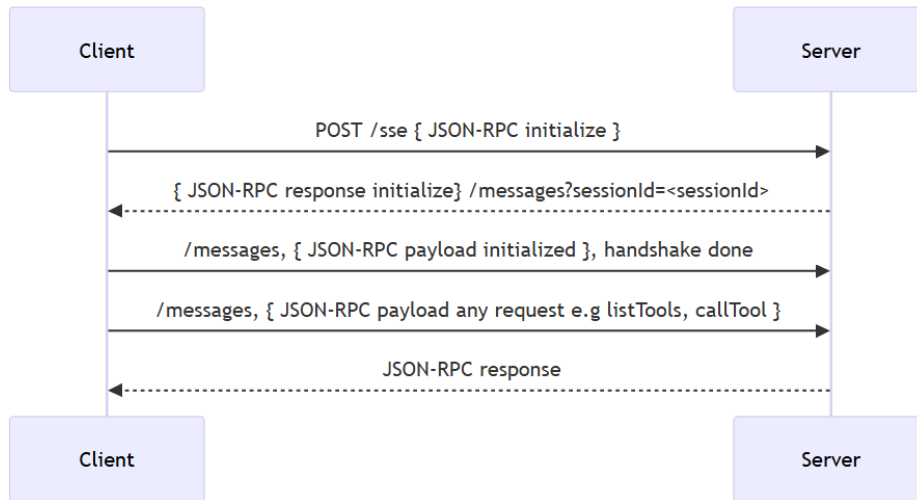 Client
Server
POST /sse { JSON-RPC initialize }
{ JSON-RPC response initialize} /messages?sessionId=<sessionId>
/messages, { JSON-RPC payload initialized }, handshake done
/messages, { JSON-RPC payload any request e.g listTools, callTool }
JSON-RPC response
Client
Server